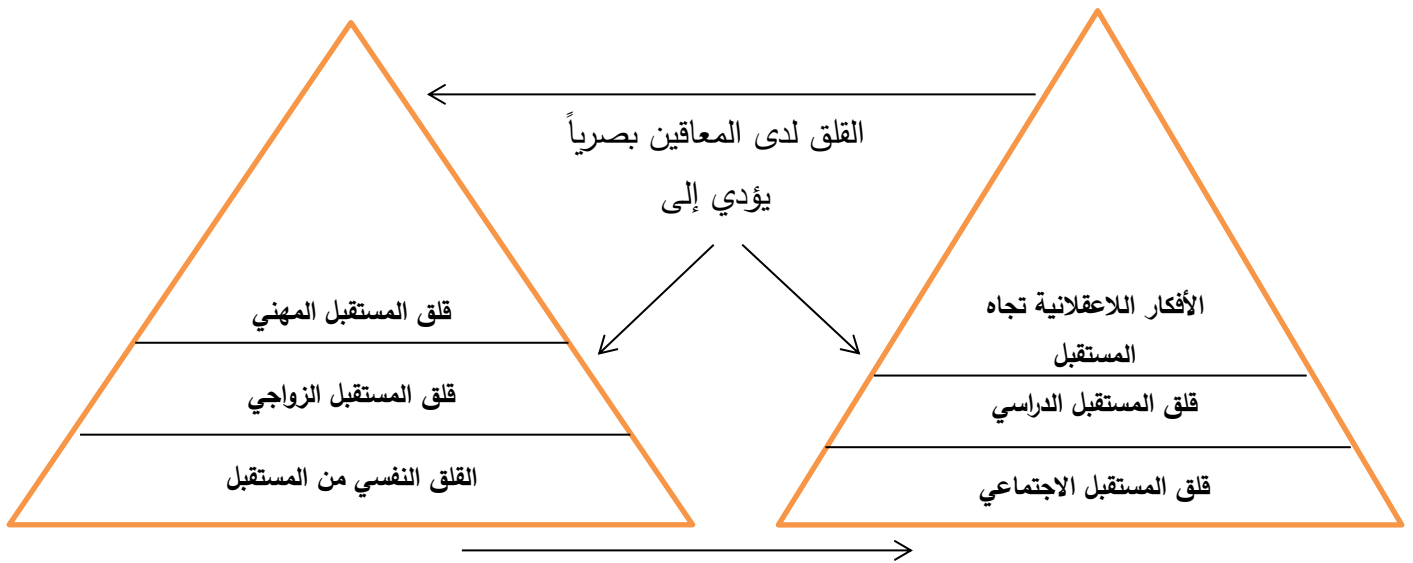 القلق لدى المعاقين بصرياً
يؤدي إلى
الأفكار اللاعقلانية تجاه
المستقبل
قلق المستقبل الدراسي
قلق المستقبل الاجتماعي
قلق المستقبل المهني
قلق المستقبل الزواجي
القلق النفسي من المستقبل